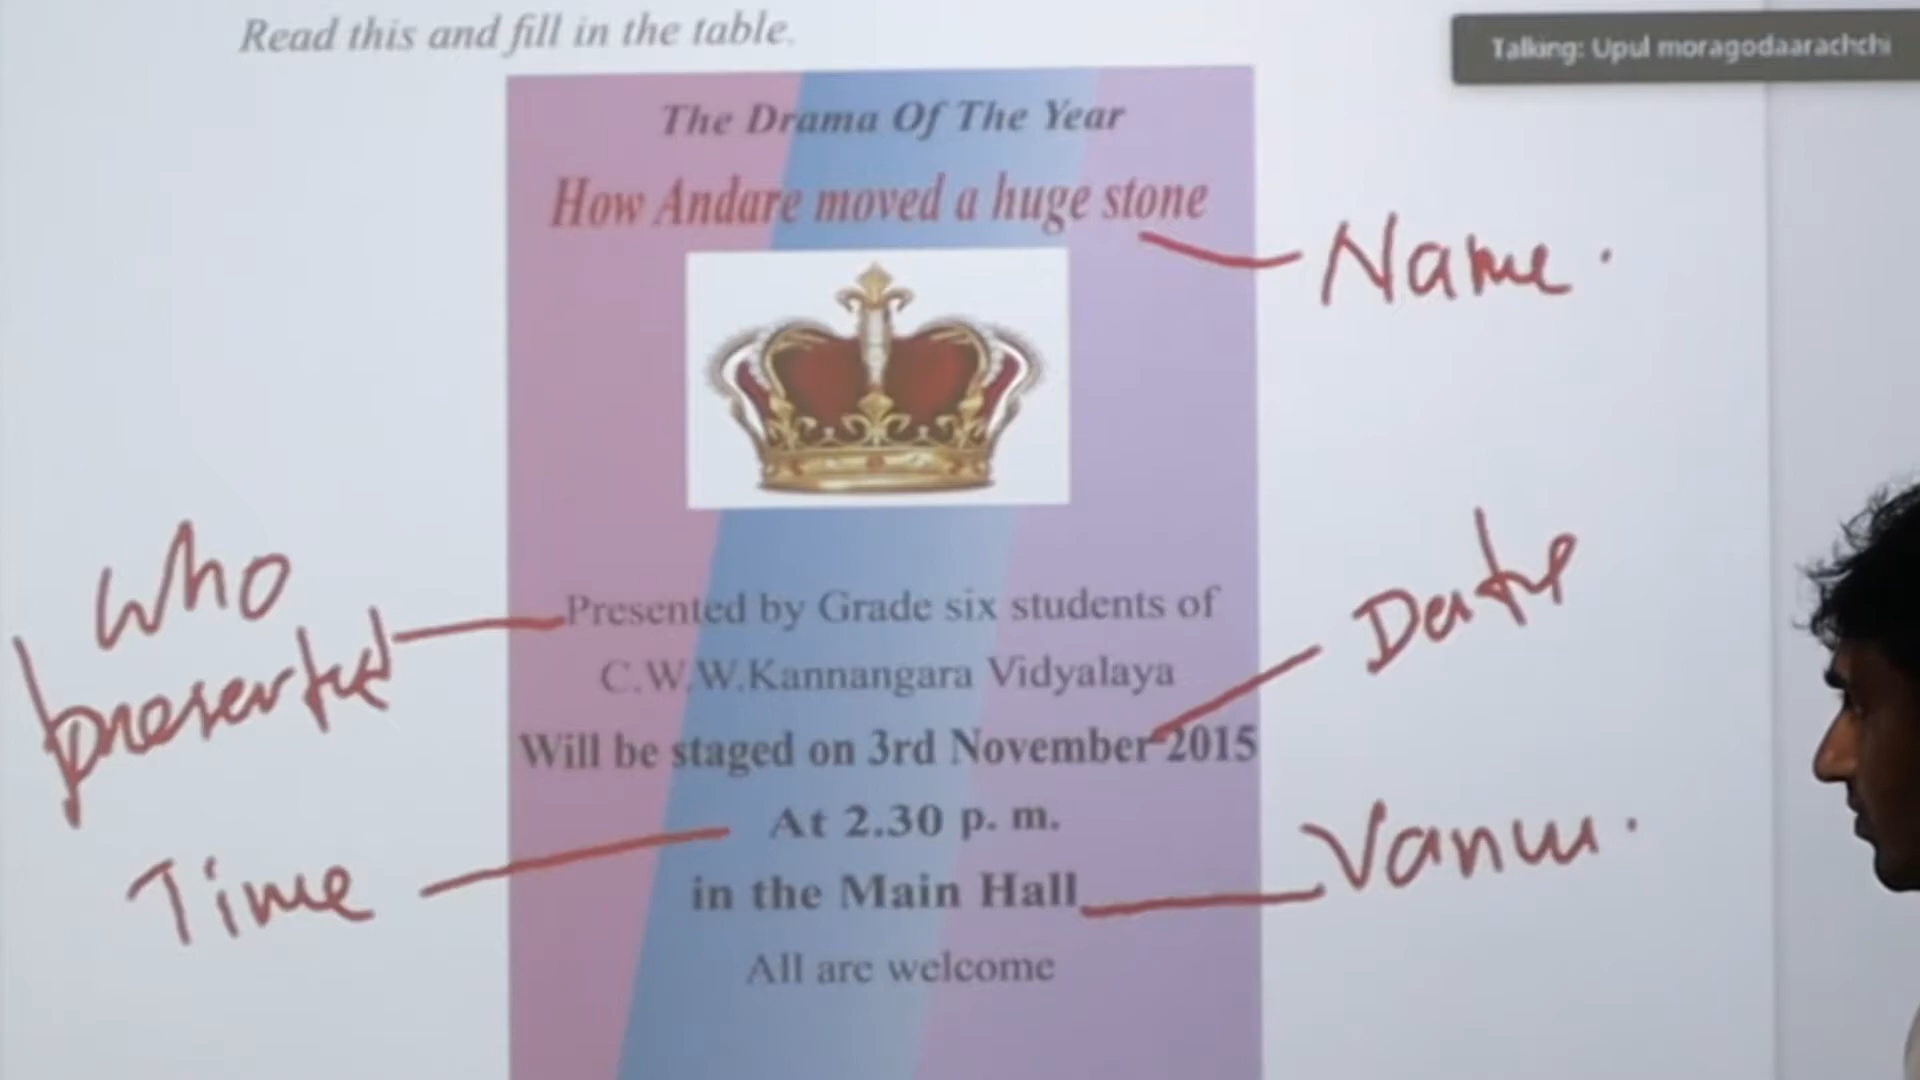 Read this and fill in the table.
Talking: Upul moragodaarachchi
The Drama Of The Year
How Andare moved a huge stone
Name.
Who
presented
Presented by Grade six students of
C.W.W.Kannangara Vidyalaya
Date
Will be staged on 3rd November 2015
At 2.30 p. m.
Time
in the Main Hall
All are welcome